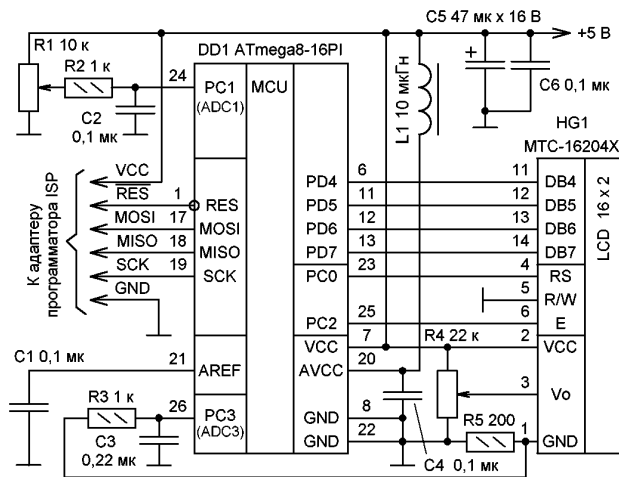 C5 47 мк x 16 В
R1 10 к
R2 1 к
24
DD1 ATmega8-16PI
+5 В
PC1
(ADC1)
MCU
C2
0,1 мк
L1 10 мкГн
+
C6 0,1 мк
HG1
MTC-16204X
К адаптеру
программатора ISP
VCC
RES
MOSI
MISO
SCK
GND
1
17
18
19
RES
MOSI
MISO
SCK
PD4
PD5
PD6
PD7
PC0
PC2
VCC
AVCC
GND
GND
6
11
12
13
23
25
7
20
8
22
11
12
13
14
4
5
6
2
3
1
DB4
DB5
DB6
DB7
RS
R/W
E
VCC
Vo
GND
LCD 16 x 2
R4 22 к
R5 200
C4 0,1 мк
C1 0,1 мк
21
AREF
R3 1 к
26
PC3
(ADC3)
C3
0,22 мк